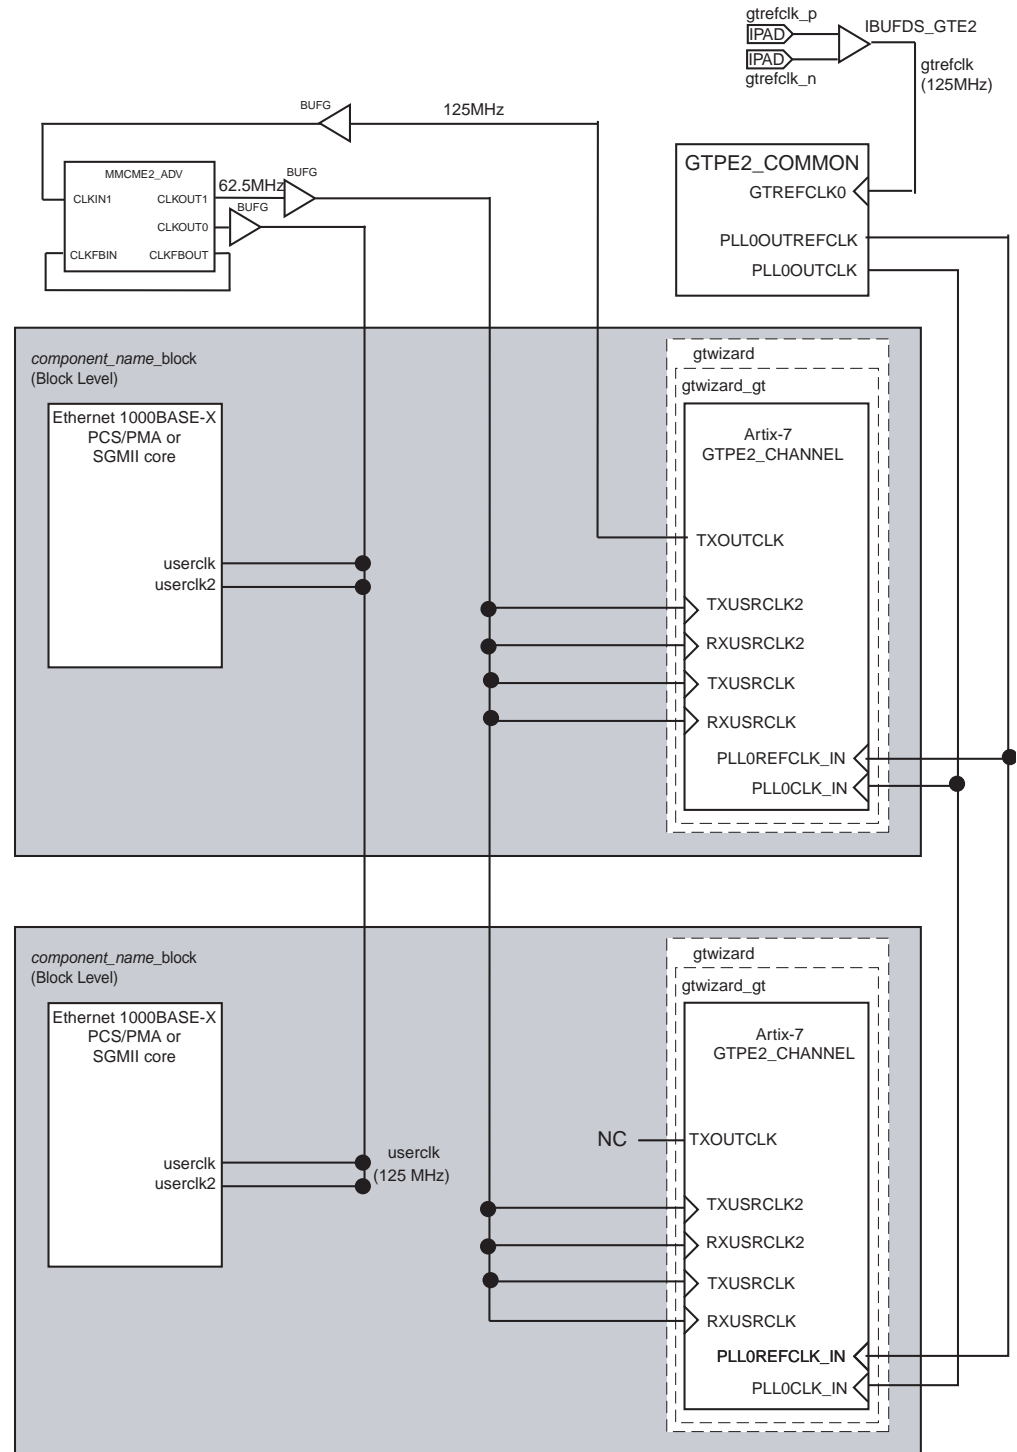 gtrefclk_p
IPAD
IBUFDS_GTE2
IPAD
gtrefclk_n
gtrefclk
(125MHz)
BUFG
125MHz
MMCME2_ADV
CLKIN1
CLKOUT1
62.5MHz
BUFG
CLKOUT0
BUFG
CLKFBIN
CLKFBOUT
GTPE2_COMMON
GTREFCLK0
PLL0OUTREFCLK
PLL0OUTCLK
component_name_block
(Block Level)
Ethernet 1000BASE-X
PCS/PMA or
SGMII core
userclk
userclk2
gtwizard
gtwizard_gt
Artix-7
GTPE2_CHANNEL
TXOUTCLK
TXUSRCLK2
RXUSRCLK2
TXUSRCLK
RXUSRCLK
PLL0REFCLK_IN
PLL0CLK_IN
component_name_block
(Block Level)
Ethernet 1000BASE-X
PCS/PMA or
SGMII core
userclk
userclk2
userclk
(125 MHz)
gtwizard
gtwizard_gt
Artix-7
GTPE2_CHANNEL
NC
TXOUTCLK
TXUSRCLK2
RXUSRCLK2
TXUSRCLK
RXUSRCLK
PLL0REFCLK_IN
PLL0CLK_IN